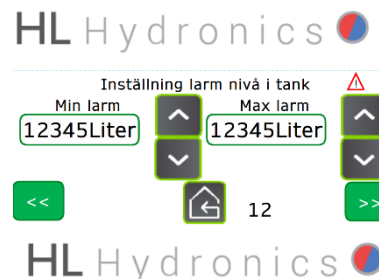 HL Hydronics
Inställning larm nivå i tank
Min larm Max larm
12345Liter 12345Liter
<< 12 >>
HL Hydronics